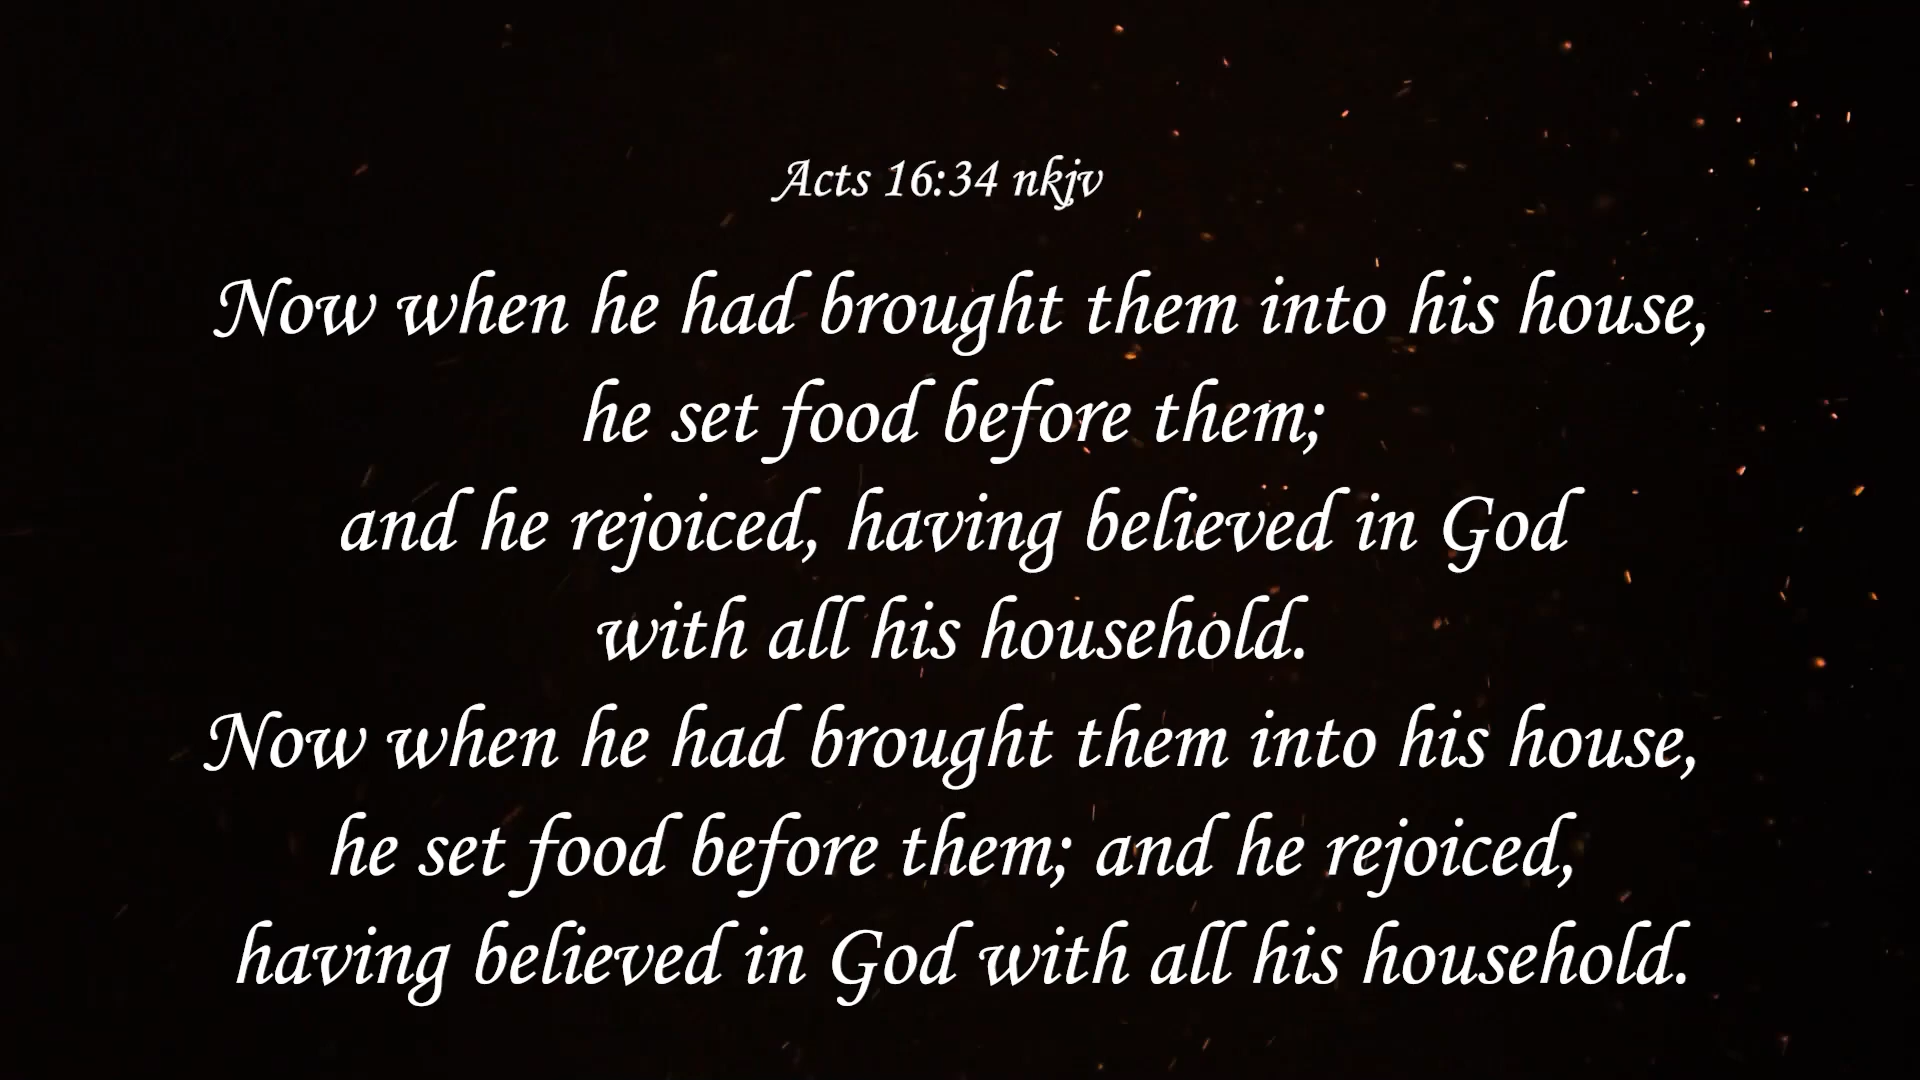 Acts 16:34 nkjv
Now when he had brought them into his house,
he set food before them;
and he rejoiced, having believed in God
with all his household.
Now when he had brought them into his house,
he set food before them; and he rejoiced,
having believed in God with all his household.